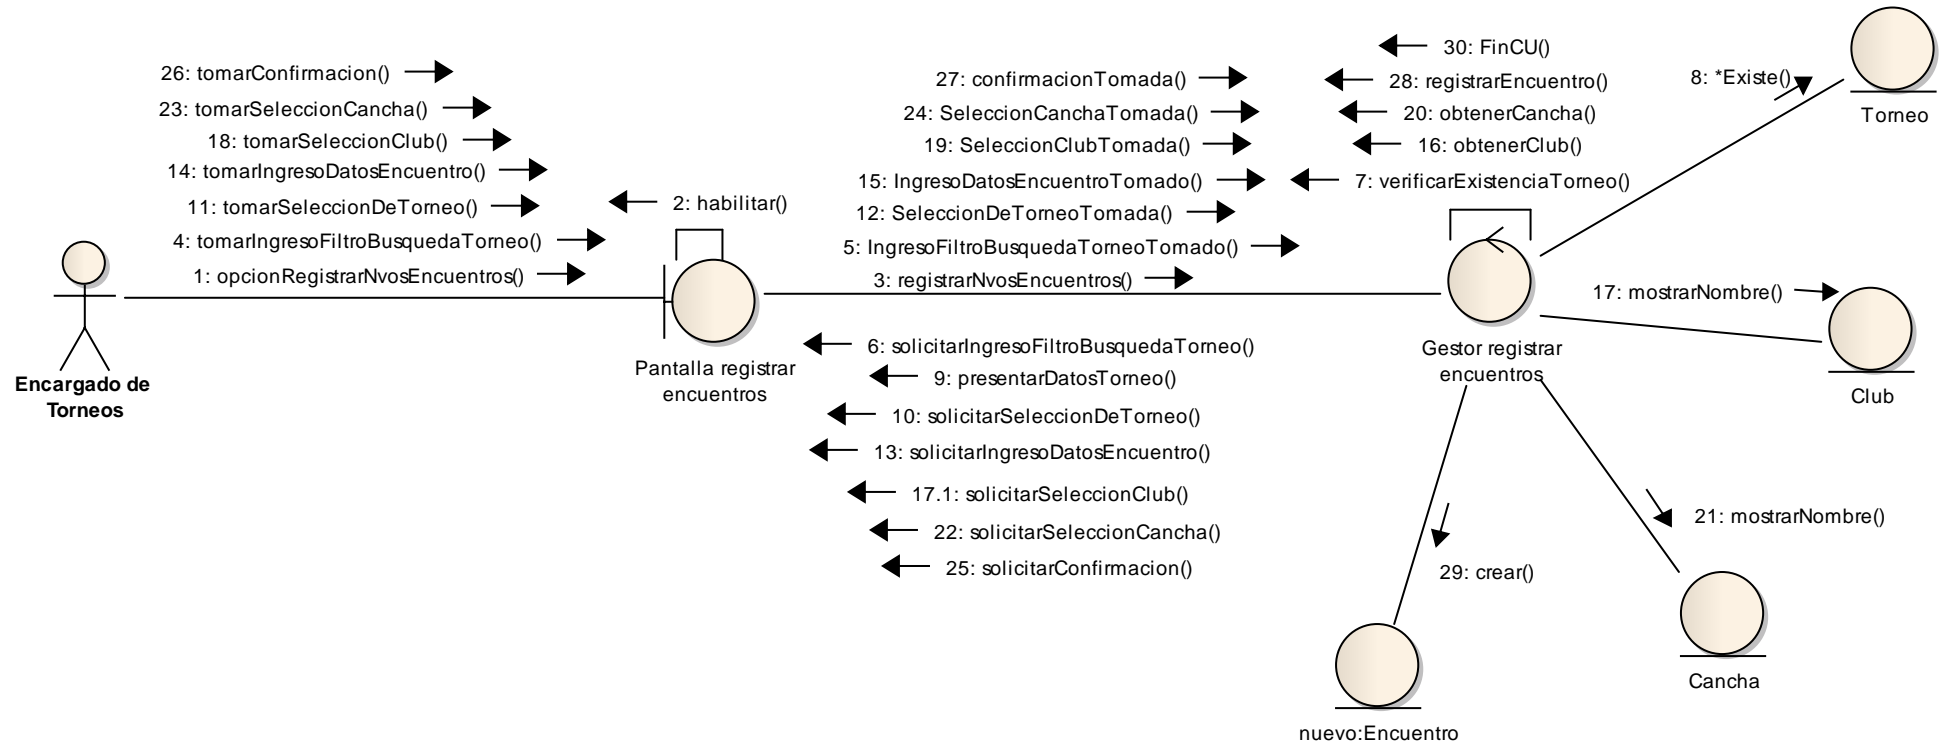 30: FinCU()
26: tomarConfirmacion()
27: confirmacionTomada()
28: registrarEncuentro()
8: *Existe()
23: tomarSeleccionCancha()
24: SeleccionCanchaTomada()
20: obtenerCancha()
Torneo
18: tomarSeleccionClub()
19: SeleccionClubTomada()
16: obtenerClub()
14: tomarIngresoDatosEncuentro()
15: IngresoDatosEncuentroTomado()
7: verificarExistenciaTorneo()
11: tomarSeleccionDeTorneo()
2: habilitar()
12: SeleccionDeTorneoTomada()
4: tomarIngresoFiltroBusquedaTorneo()
5: IngresoFiltroBusquedaTorneoTomado()
1: opcionRegistrarNvosEncuentros()
3: registrarNvosEncuentros()
17: mostrarNombre()
Encargado de
Torneos
Pantalla registrar
encuentros
6: solicitarIngresoFiltroBusquedaTorneo()
Gestor registrar
encuentros
9: presentarDatosTorneo()
Club
10: solicitarSeleccionDeTorneo()
13: solicitarIngresoDatosEncuentro()
17.1: solicitarSeleccionClub()
22: solicitarSeleccionCancha()
21: mostrarNombre()
25: solicitarConfirmacion()
29: crear()
Cancha
nuevo:Encuentro